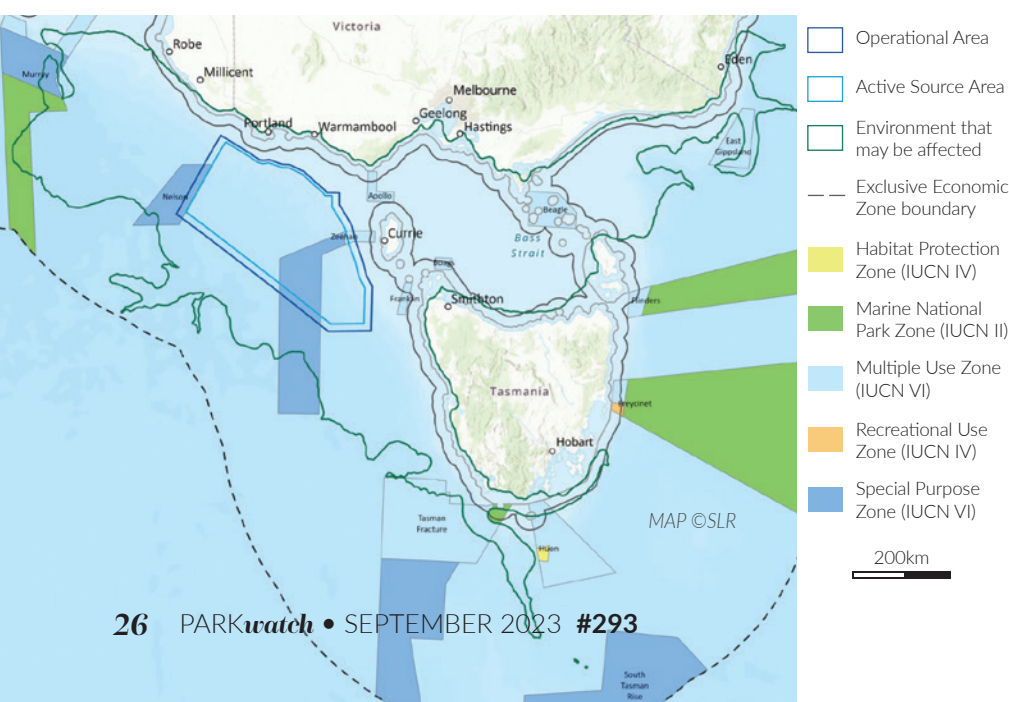 Victoria
Robe
Millicent
Eden
Murray
Melbourne
Geelong
Portland
Warmambool
Hastings
East
Gippsland
Nelson
Apollo
Beagle
Zeehan
Currie
Bass
Strait
Boags
Franklin
Smithton
Flinders
Tasmania
Freycinet
Hobart
Tasman
Fracture
MAP ©SLR
Huon
South
Tasman
Rise
Operational Area
Active Source Area
Environment that
may be affected
Exclusive Economic
Zone boundary
Habitat Protection
Zone (IUCN IV)
Marine National
Park Zone (IUCN II)
Multiple Use Zone
(IUCN VI)
Recreational Use
Zone (IUCN IV)
Special Purpose
Zone (IUCN VI)
200km
26 PARKwatch • SEPTEMBER 2023 #293